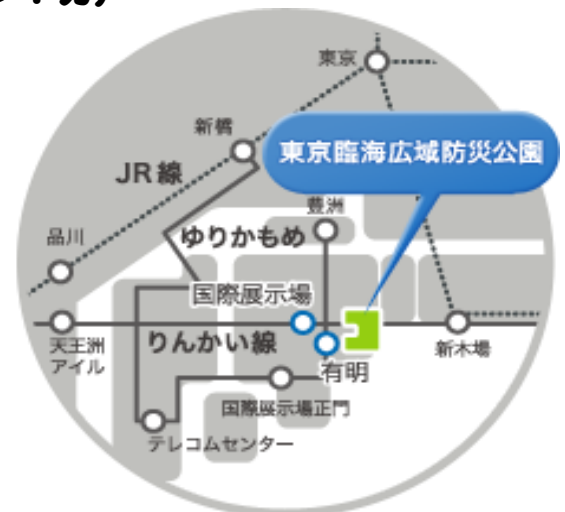 東京
新橋
東京臨海広域防災公園
JR線
豊洲
品川
ゆりかもめ
国際展示場
天王洲
アイル
りんかい線
新木場
有明
国際展示場正門
テレコムセンター